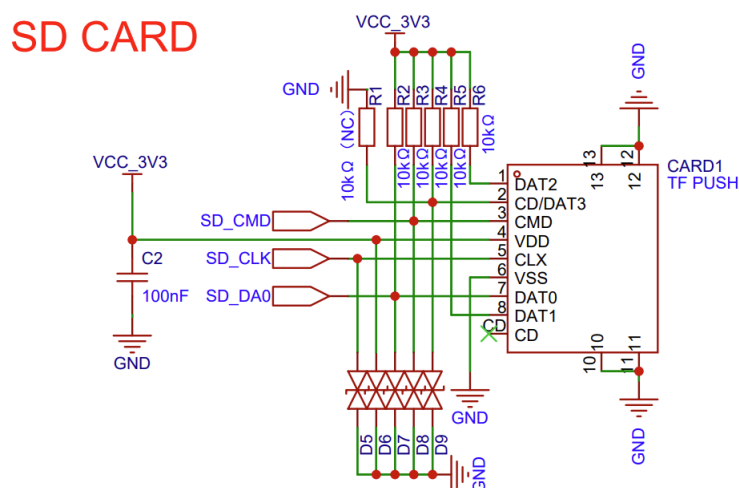 SD CARD
VCC_3V3
GND
R1
R2
R3
R4
R5
R6
10kΩ（NC）
10kΩ
10kΩ
10kΩ
10kΩ
10kΩ
GND
13
12
13
12
CARD1
TF PUSH
VCC_3V3
C2
100nF
GND
SD_CMD
SD_CLK
SD_DA0
1
DAT2
2
CD/DAT3
3
CMD
4
VDD
5
CLX
6
VSS
7
DAT0
8
DAT1
CD
CD
10
11
10
11
GND
GND
D5
D6
D7
D8
D9
GND